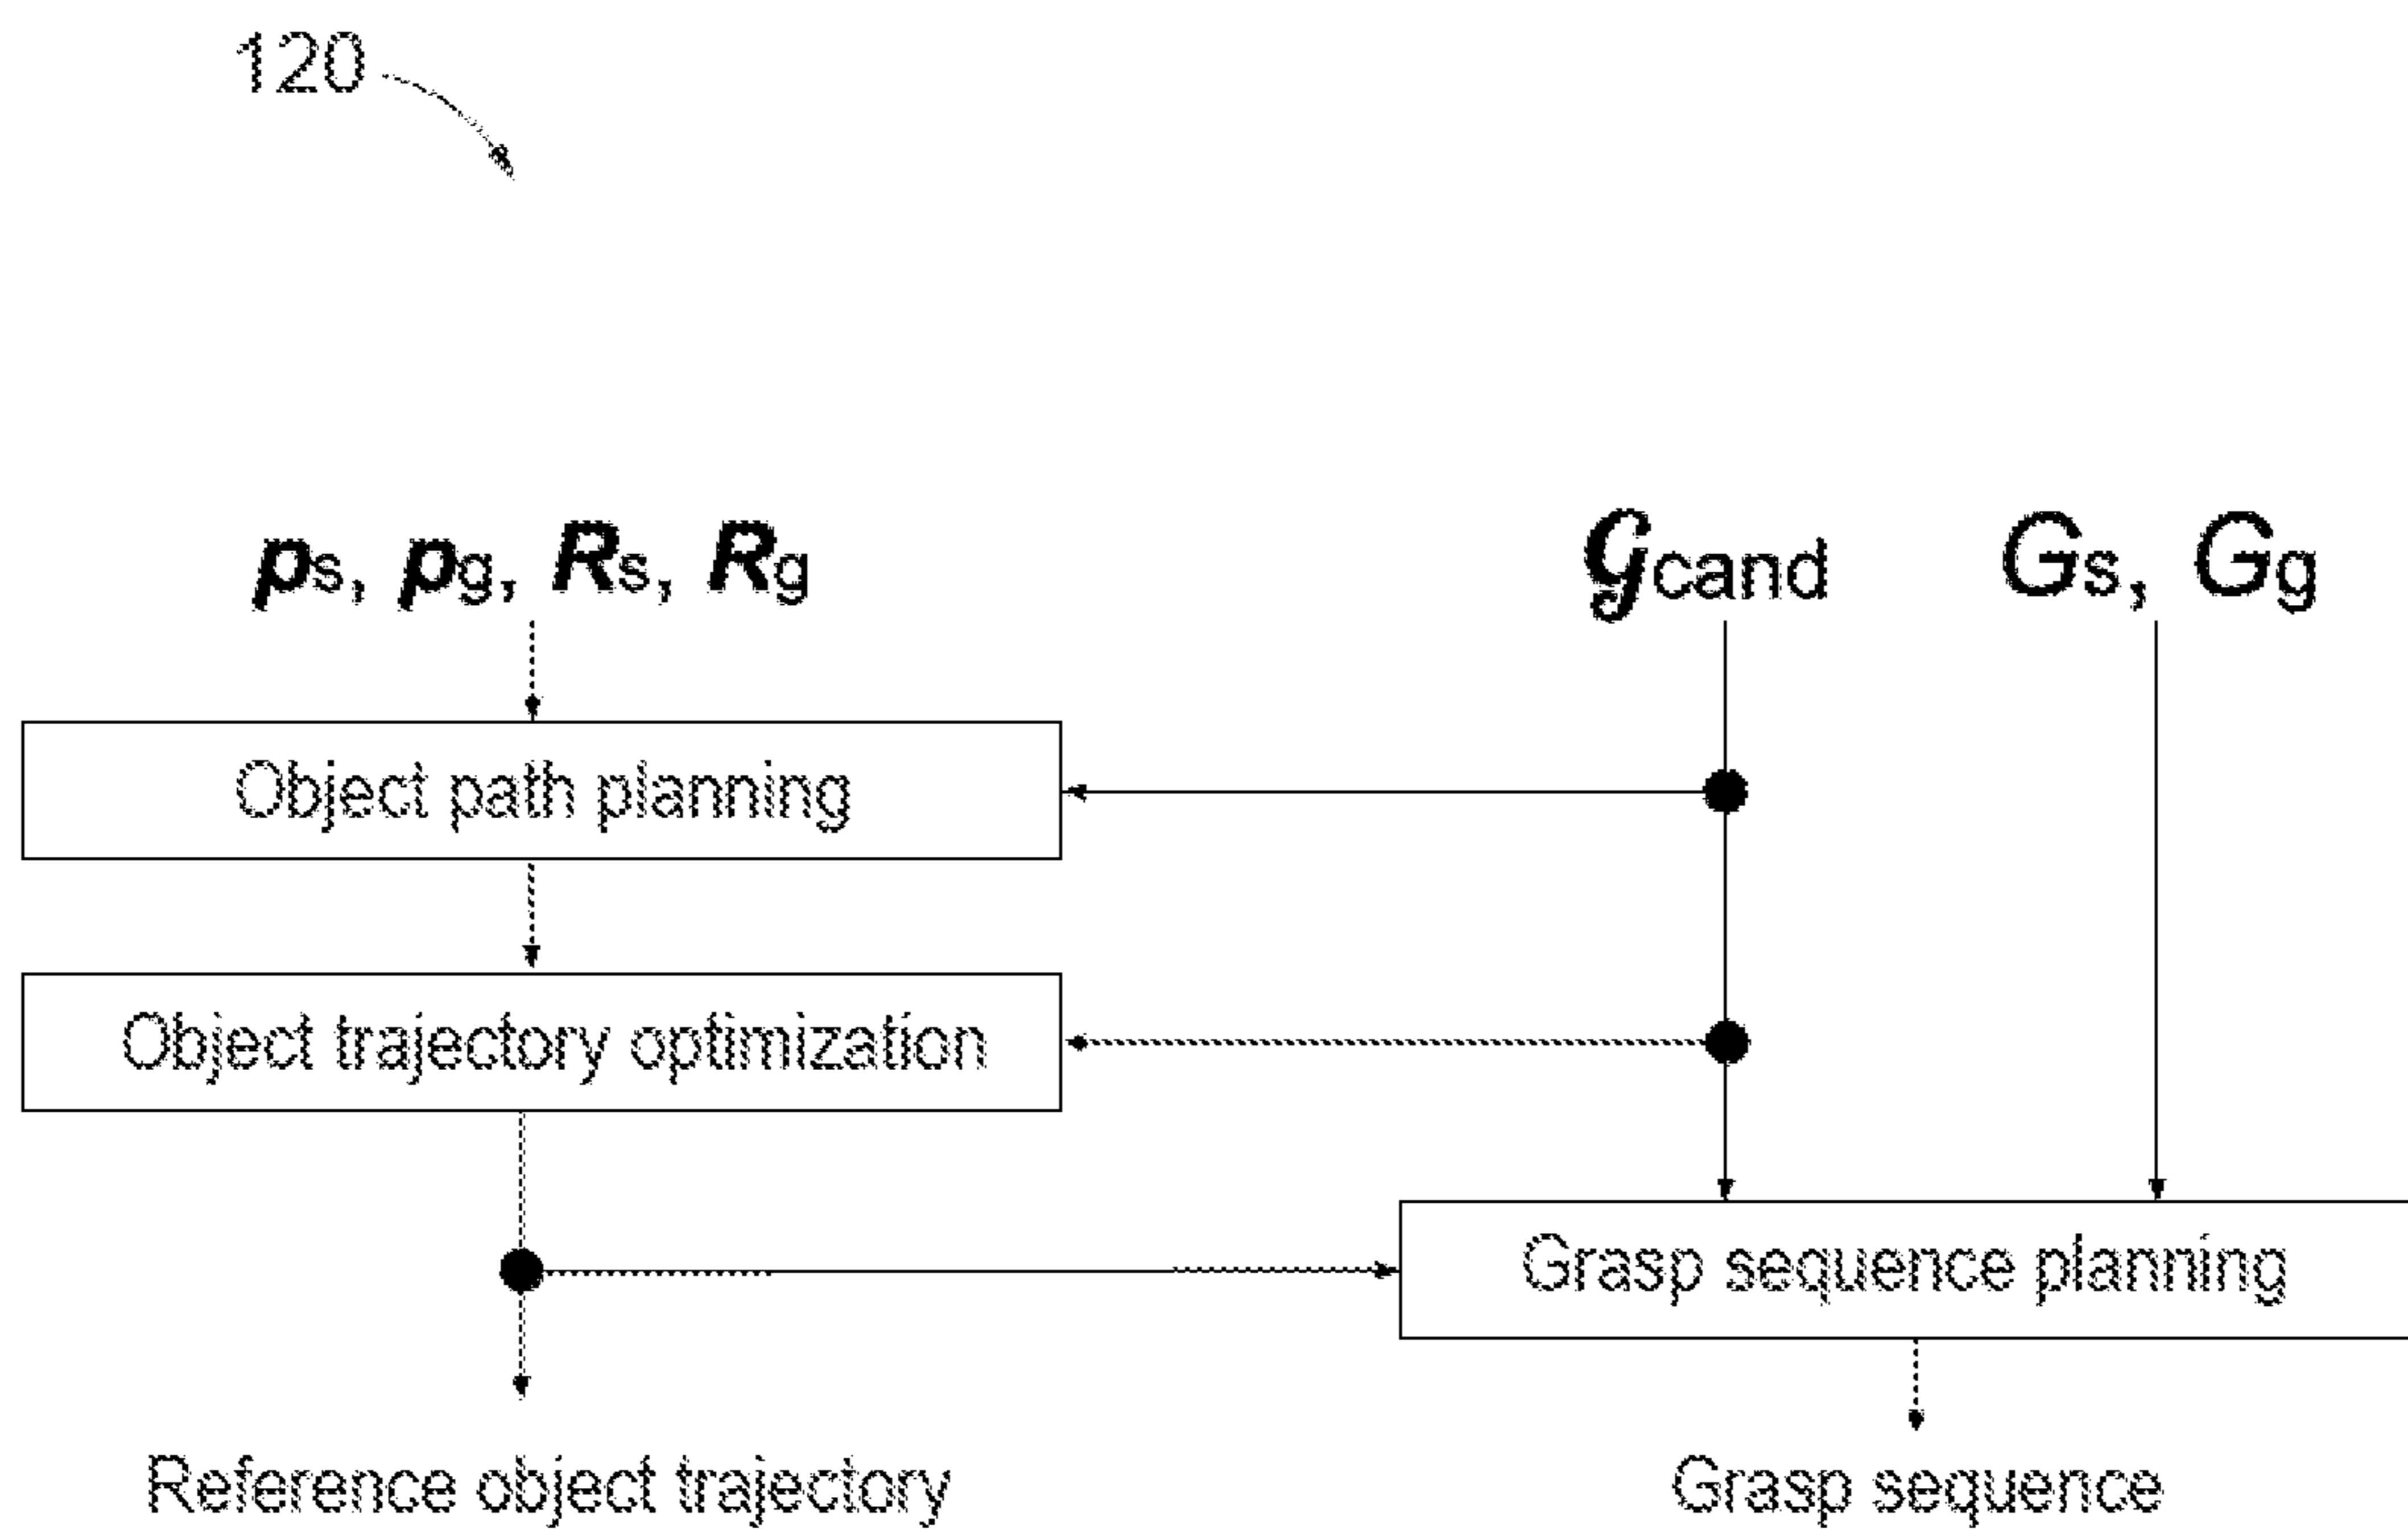 120
ps, pg, Rs, Rg
𝒢cand
Gs, Gg
Object path planning
Object trajectory optimization
Grasp sequence planning
Reference object trajectory
Grasp sequence